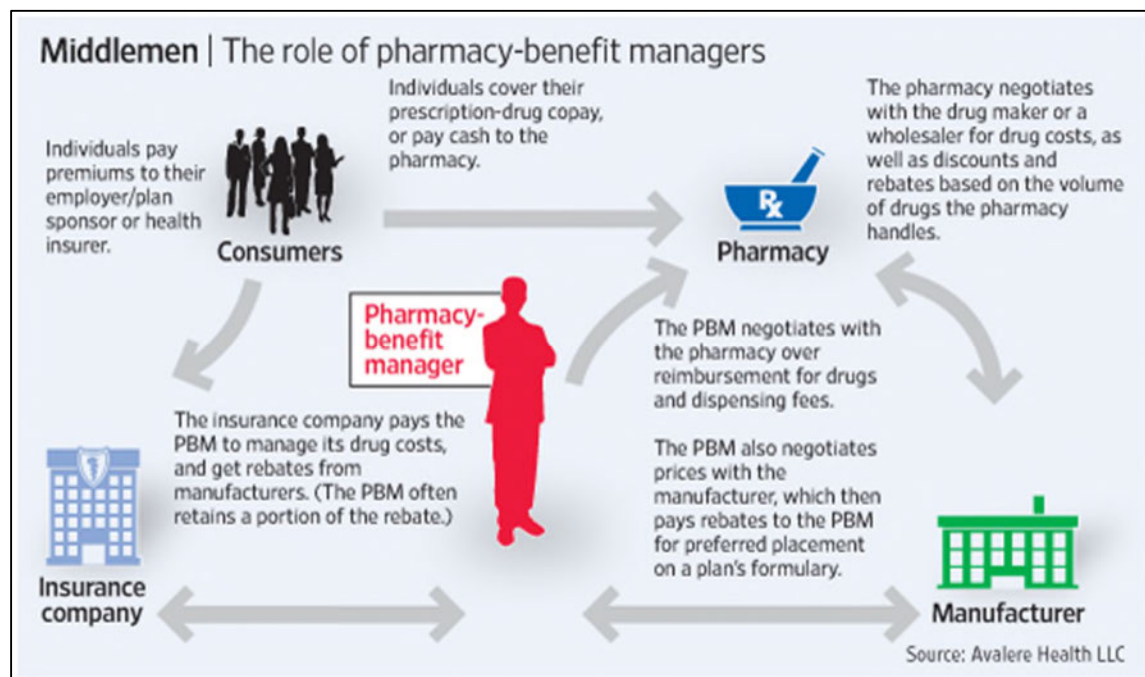 Middlemen | The role of pharmacy-benefit managers
Individuals pay
premiums to their
employer/plan
sponsor or health
insurer.
Consumers
Individuals cover their
prescription-drug copay,
or pay cash to the
pharmacy.
Rx
Pharmacy
The pharmacy negotiates
with the drug maker or a
wholesaler for drug costs, as
well as discounts and
rebates based on the volume
of drugs the pharmacy
handles.
Pharmacy-
benefit
manager
The PBM negotiates with
the pharmacy over
reimbursement for drugs
and dispensing fees.
The insurance company pays the
PBM to manage its drug costs,
and get rebates from
manufacturers. (The PBM often
retains a portion of the rebate.)
The PBM also negotiates
prices with the
manufacturer, which then
pays rebates to the PBM
for preferred placement
on a plan's formulary.
Insurance
company
Manufacturer
Source: Avalere Health LLC